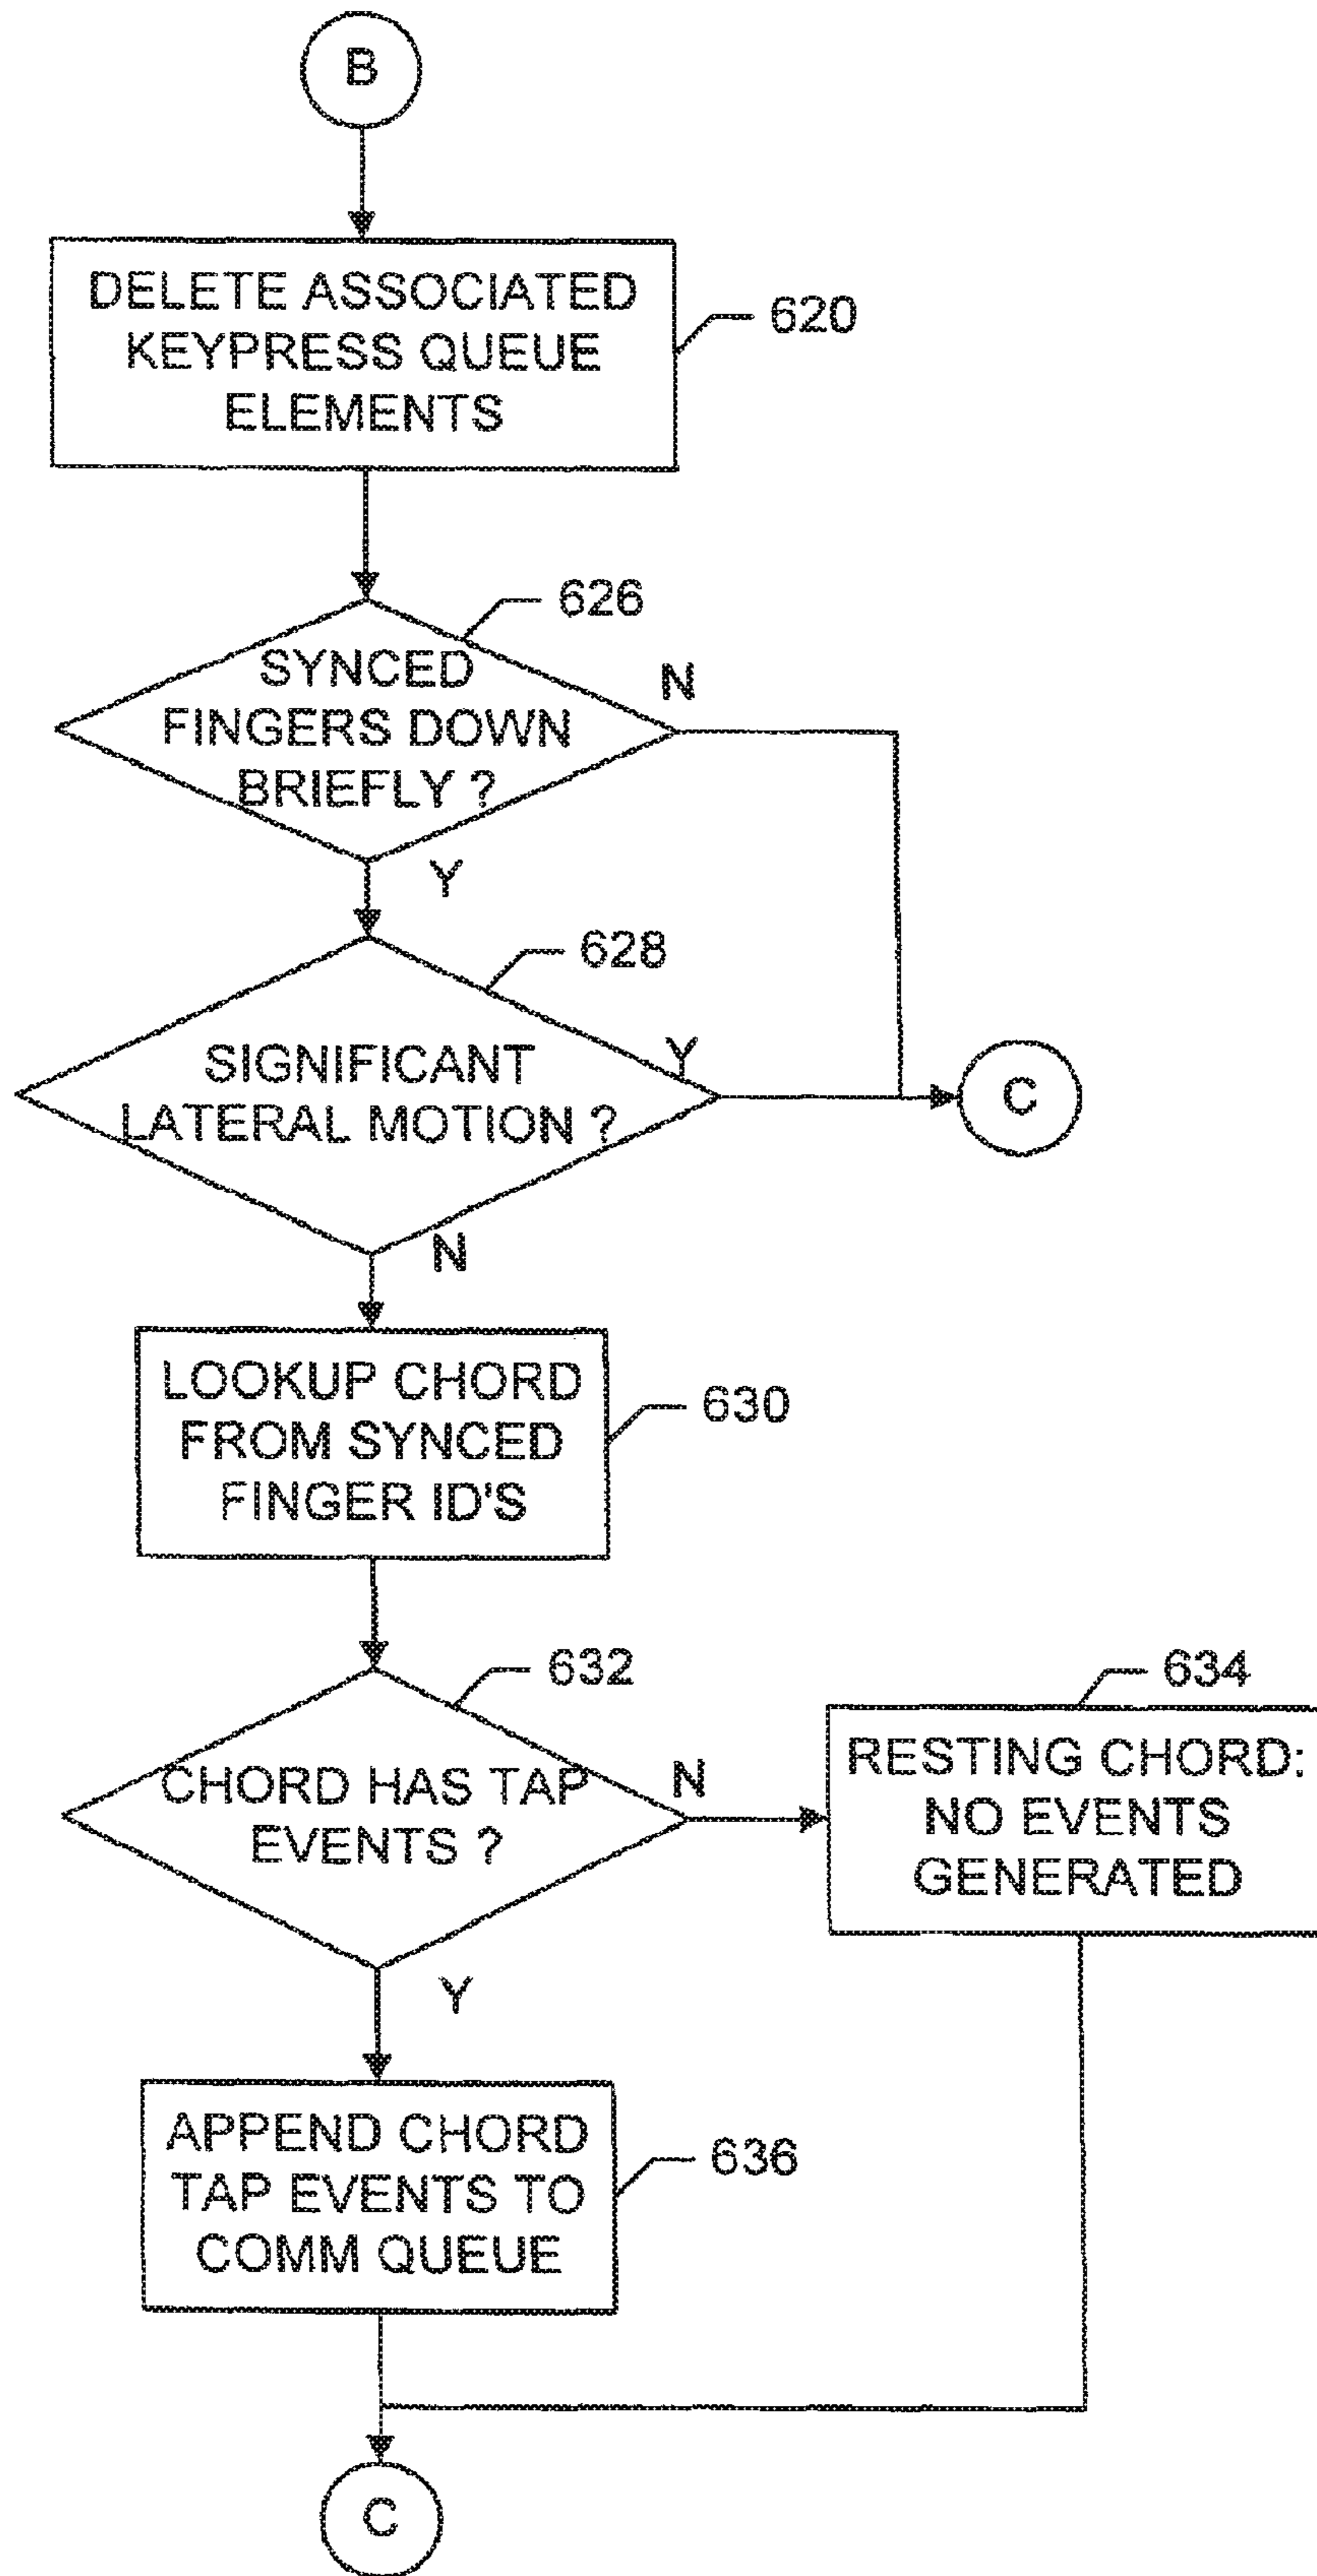 B
DELETE ASSOCIATED
KEYPRESS QUEUE
ELEMENTS
620
626
SYNCED
FINGERS DOWN
BRIEFLY ?
N
Y
628
SIGNIFICANT
LATERAL MOTION ?
Y
C
N
LOOKUP CHORD
FROM SYNCED
FINGER ID'S
630
632
CHORD HAS TAP
EVENTS ?
N
634
RESTING CHORD:
NO EVENTS
GENERATED
Y
APPEND CHORD
TAP EVENTS TO
COMM QUEUE
636
C